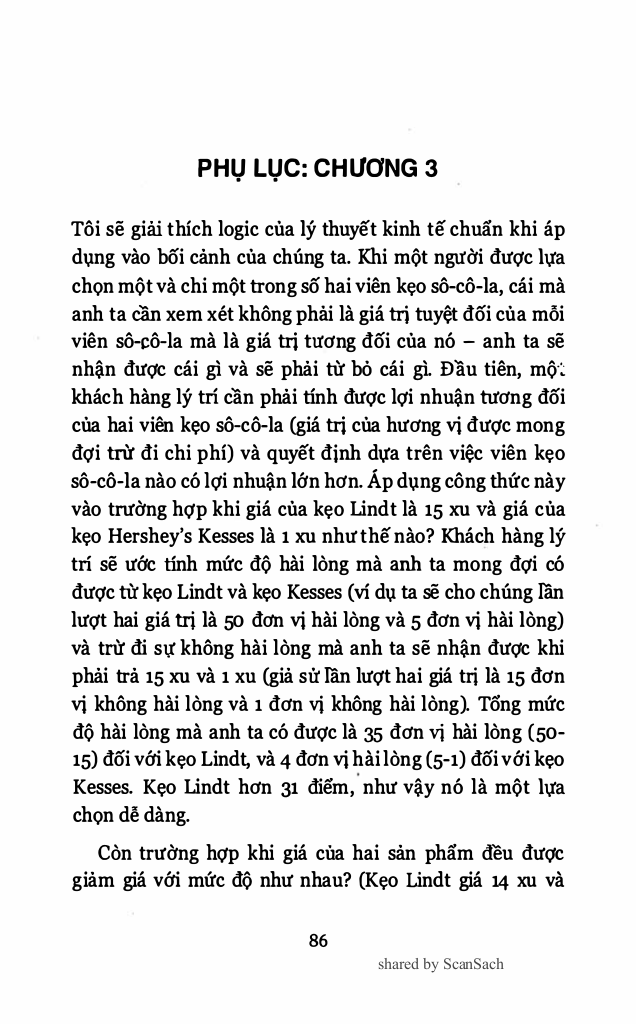 PHỤ LỤC: CHƯƠNG 3
Tôi sẽ giải thích logic của lý thuyết kinh tế chuẩn khi áp
dụng vào bối cảnh của chúng ta. Khi một người được lựa
chọn một và chỉ một trong số hai viên kẹo sô-cô-la, cái mà
anh ta cần xem xét không phải là giá trị tuyệt đối của mỗi
viên sô-cô-la mà là giá trị tương đối của nó – anh ta sẽ
nhận được cái gì và sẽ phải từ bỏ cái gì. Đầu tiên, một
khách hàng lý trí cần phải tính được lợi nhuận tương đối
của hai viên kẹo sô-cô-la (giá trị của hương vị được mong
đợi trừ đi chi phí) và quyết định dựa trên việc viên kẹo
sô-cô-la nào có lợi nhuận lớn hơn. Áp dụng công thức này
vào trường hợp khi giá của kẹo Lindt là 15 xu và giá của
kẹo Hershey's Kesses là 1 xu như thế nào? Khách hàng lý
trí sẽ ước tính mức độ hài lòng mà anh ta mong đợi có
được từ kẹo Lindt và kẹo Kesses (ví dụ ta sẽ cho chúng lần
lượt hai giá trị là 50 đơn vị hài lòng và 5 đơn vị hài lòng)
và trừ đi sự không hài lòng mà anh ta sẽ nhận được khi
phải trả 15 xu và 1 xu (giả sử lần lượt hai giá trị là 15 đơn
vị không hài lòng và 1 đơn vị không hài lòng). Tổng mức
độ hài lòng mà anh ta có được là 35 đơn vị hài lòng (50-
15) đối với kẹo Lindt, và 4 đơn vị hài lòng (5-1) đối với kẹo
Kesses. Kẹo Lindt hơn 31 điểm, như vậy nó là một lựa
chọn dễ dàng.
Còn trường hợp khi giá của hai sản phẩm đều được
giảm giá với mức độ như nhau? (Kẹo Lindt giá 14 xu và
86
shared by ScanSach